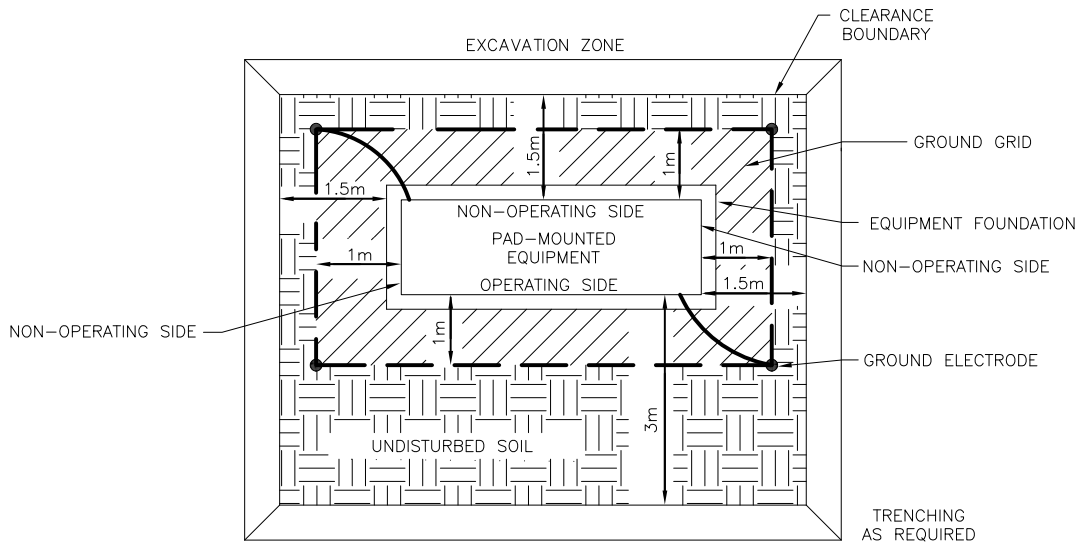 CLEARANCE
BOUNDARY
EXCAVATION ZONE
1.5m
1m
GROUND GRID
1.5m
NON-OPERATING SIDE
EQUIPMENT FOUNDATION
PAD-MOUNTED
EQUIPMENT
1m
1m
NON-OPERATING SIDE
OPERATING SIDE
1.5m
NON-OPERATING SIDE
1m
GROUND ELECTRODE
3m
UNDISTURBED SOIL
TRENCHING
AS REQUIRED